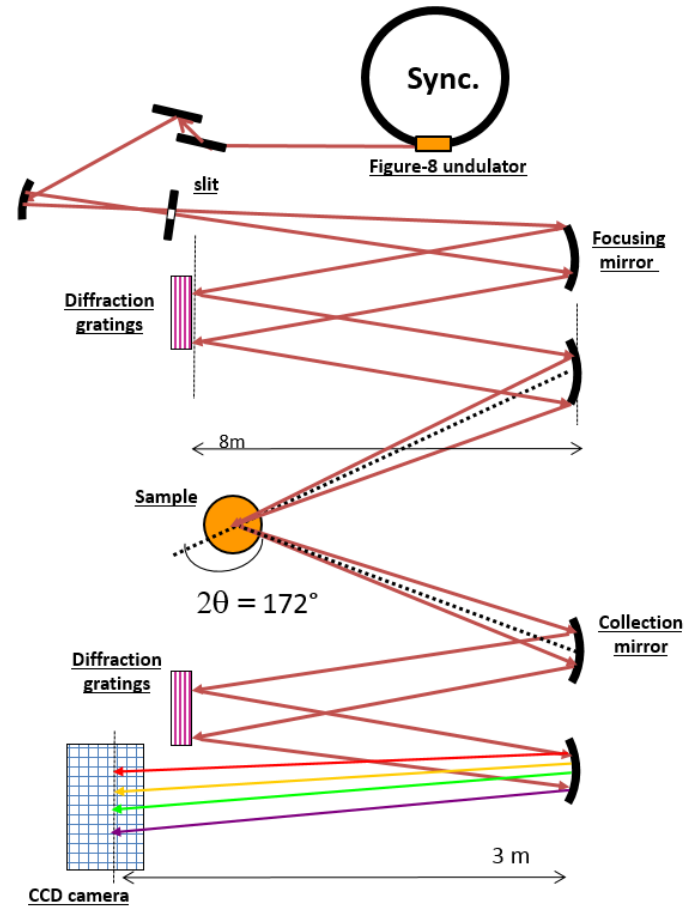 Sync.
Figure-8 undulator
slit
Focusing
mirror
Diffraction
gratings
8m
Sample
2θ = 172°
Collection
mirror
Diffraction
gratings
3 m
CCD camera